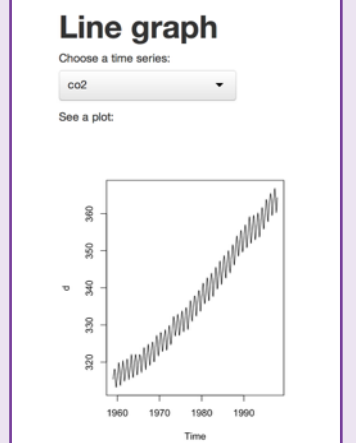 Line graph
Choose a time series:
co2
See a plot:
360
350
340
330
320
d
1960 1970 1980 1990
Time